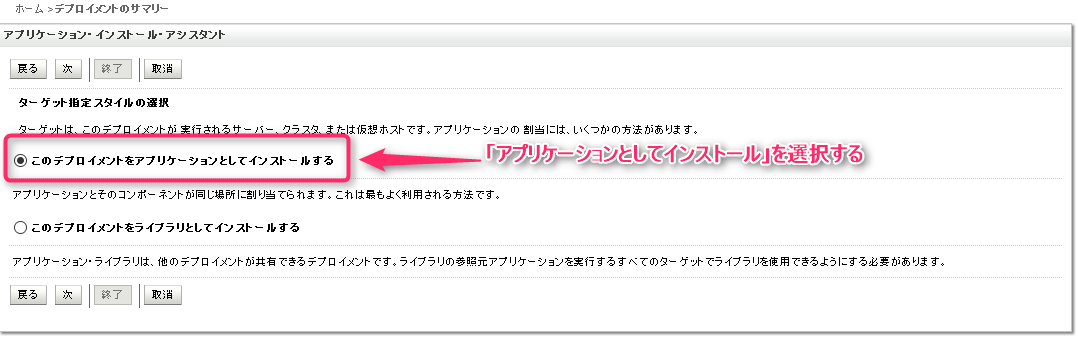 ホーム >デプロイメントのサマリー
アプリケーション・インストール・アシスタント
戻る 次 終了 取消
ターゲット指定スタイルの選択
ターゲットは、このデプロイメントが実行されるサーバー、クラスタ、または仮想ホストです。アプリケーションの割当には、いくつかの方法があります。
このデプロイメントをアプリケーションとしてインストールする
「アプリケーションとしてインストール」を選択する
アプリケーションとそのコンポーネントが同じ場所に割り当てられます。これは最もよく利用される方法です。
このデプロイメントをライブラリとしてインストールする
アプリケーション・ライブラリは、他のデプロイメントが共有できるデプロイメントです。ライブラリの参照元アプリケーションを実行するすべてのターゲットでライブラリを使用できるようにする必要があります。
戻る 次 終了 取消